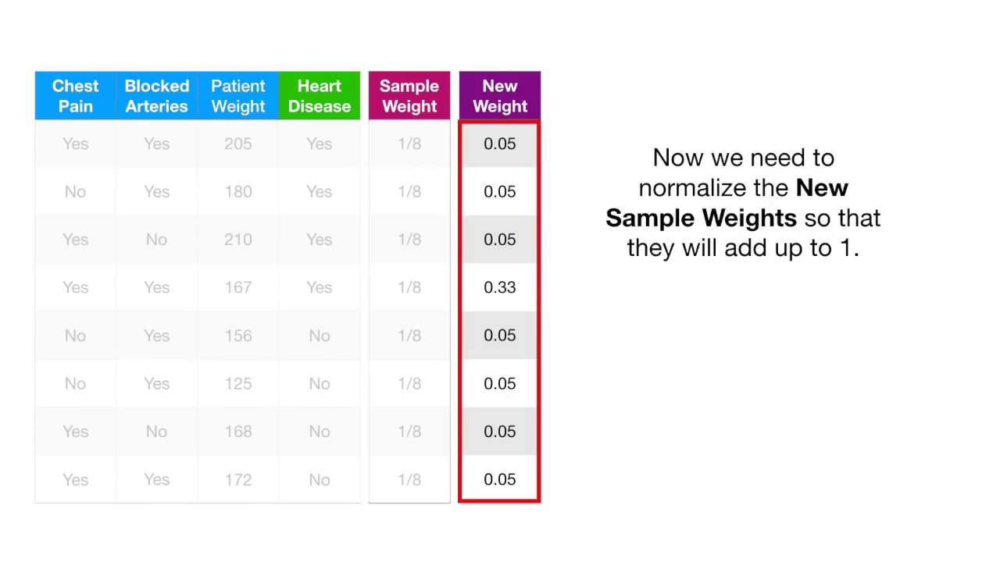 Chest Pain Blocked Arteries Patient Weight Heart Disease Sample Weight New Weight
Yes Yes 205 Yes 1/8 0.05
No Yes 180 Yes 1/8 0.05
Yes No 210 Yes 1/8 0.05
Yes Yes 167 Yes 1/8 0.33
No Yes 156 No 1/8 0.05
No Yes 125 No 1/8 0.05
Yes No 168 No 1/8 0.05
Yes Yes 172 No 1/8 0.05
Now we need to
normalize the New
Sample Weights so that
they will add up to 1.